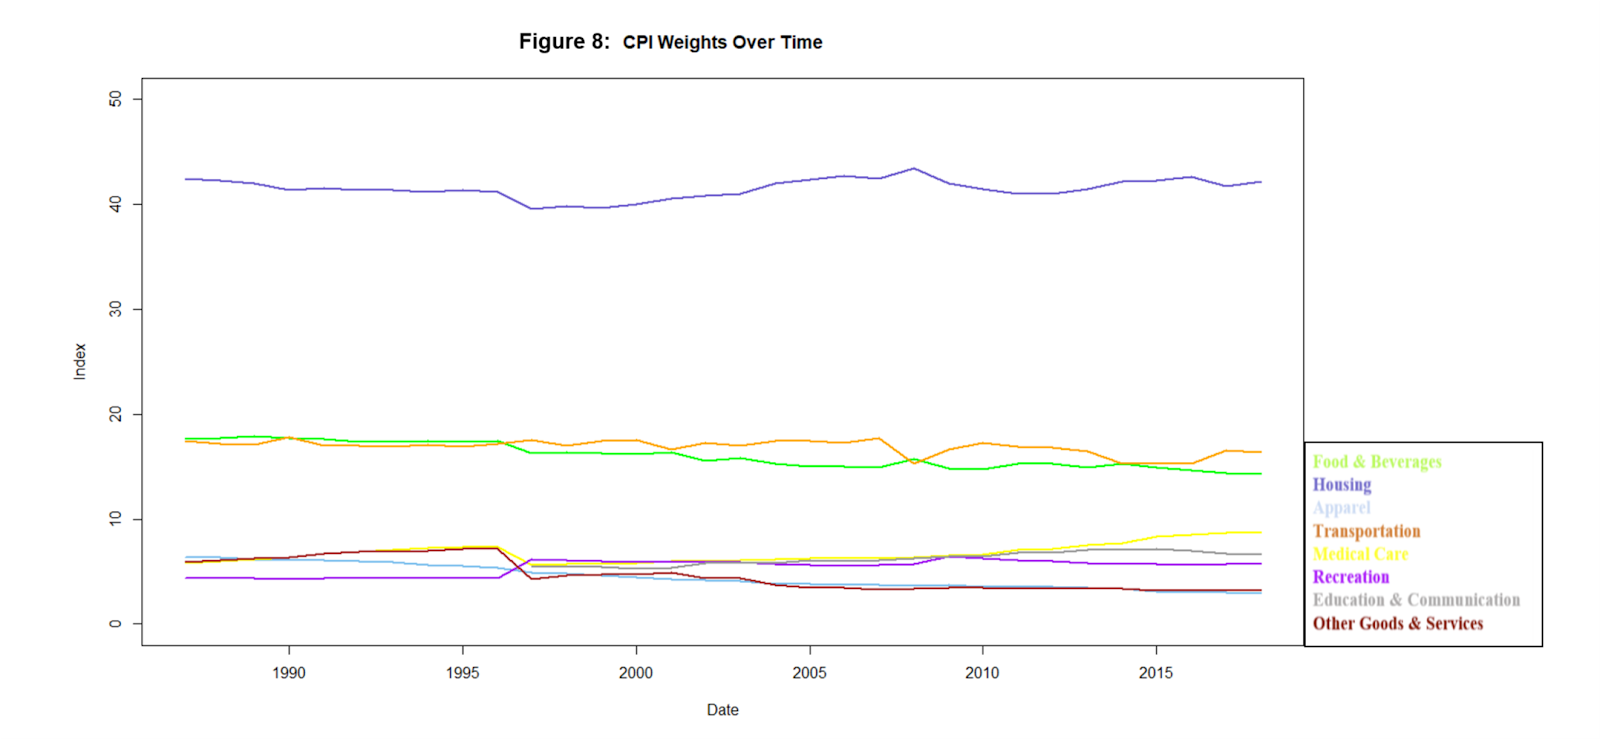 Figure 8: CPI Weights Over Time
50
40
30
20
10
0
Index
1990 1995 2000 2005 2010 2015
Date
Food & Beverages
Housing
Apparel
Transportation
Medical Care
Recreation
Education & Communication
Other Goods & Services